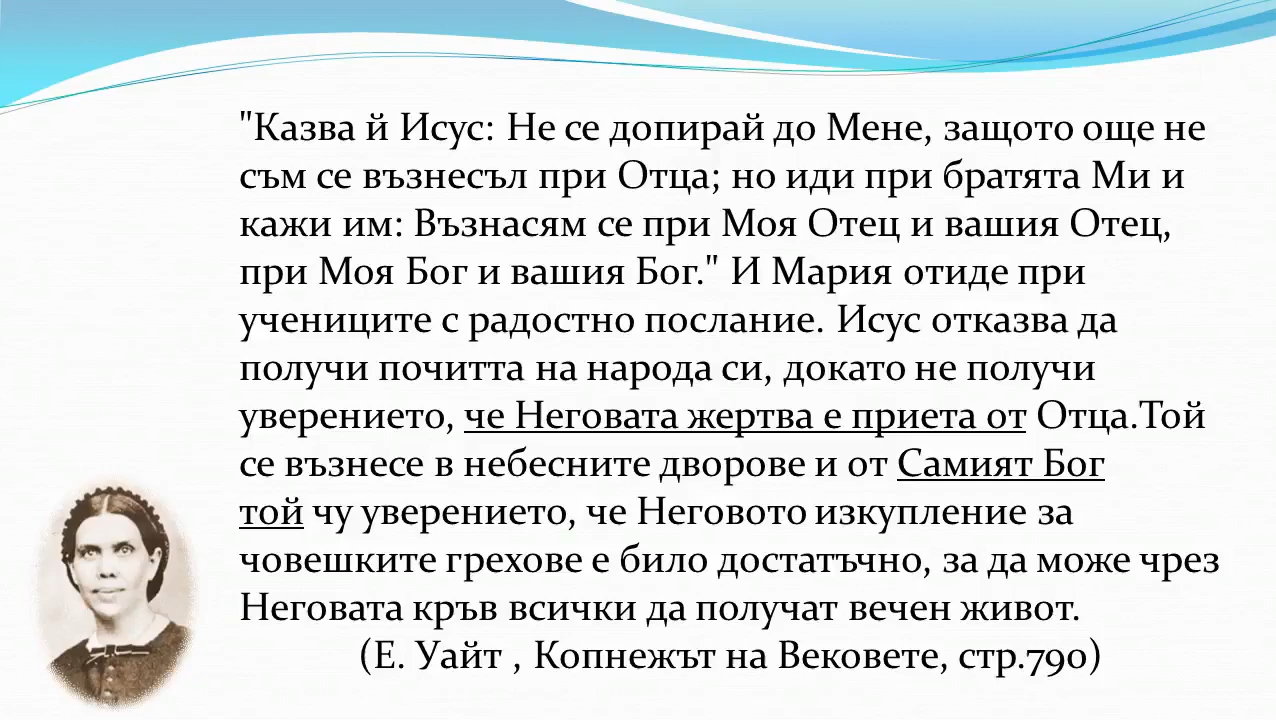 "Казва й Исус: Не се допирай до Мене, защото още не
съм се възнесъл при Отца; но иди при братята Ми и
кажи им: Възнасям се при Моя Отец и вашия Отец,
при Моя Бог и вашия Бог." И Мария отиде при
учениците с радостно послание. Исус отказва да
получи почитта на народа си, докато не получи
уверението, че Неговата жертва е приета от Отца.Той
се възнесе в небесните дворове и от Самият Бог
той чу уверението, че Неговото изкупление за
човешките грехове е било достатъчно, за да може чрез
Неговата кръв всички да получат вечен живот.
(Е. Уайт , Копнежът на Вековете, стр.790)